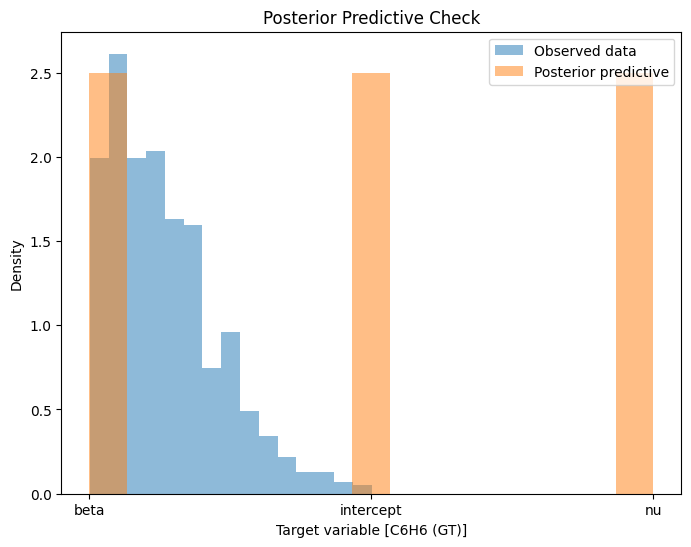 Posterior Predictive Check
Observed data
Posterior predictive
Density
2.5
2.0
1.5
1.0
0.5
0.0
beta
intercept
nu
Target variable [C6H6 (GT)]